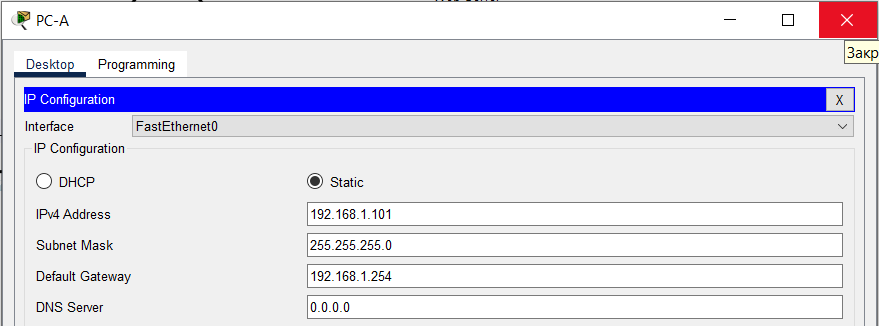 PC-A
Закр
Desktop Programming
IP Configuration X
Interface FastEthernet0
IP Configuration
DHCP Static
IPv4 Address 192.168.1.101
Subnet Mask 255.255.255.0
Default Gateway 192.168.1.254
DNS Server 0.0.0.0